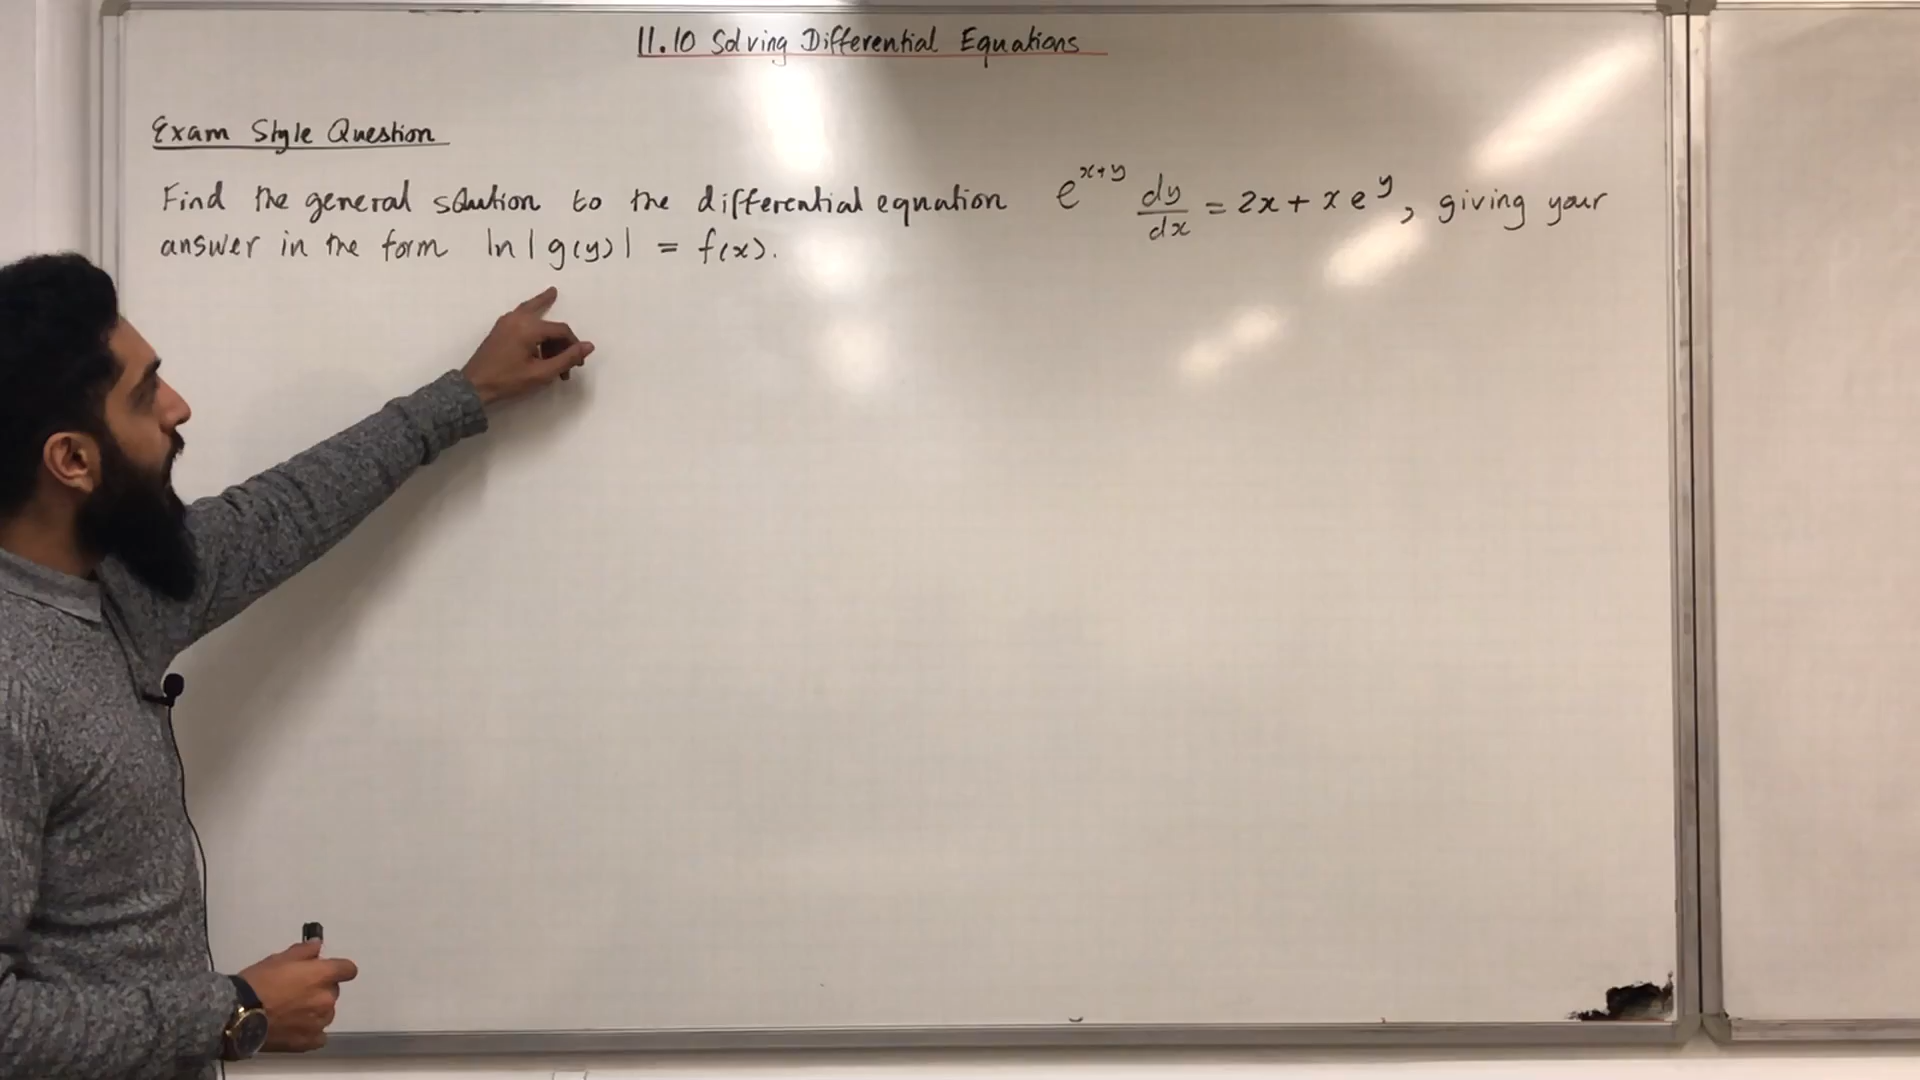 11.10 Solving Differential Equations
Exam Style Question
Find the general solution to the differential equation e^{x+y} dy/dx = 2x + x e^y, giving your
answer in the form ln|g(y)| = f(x).